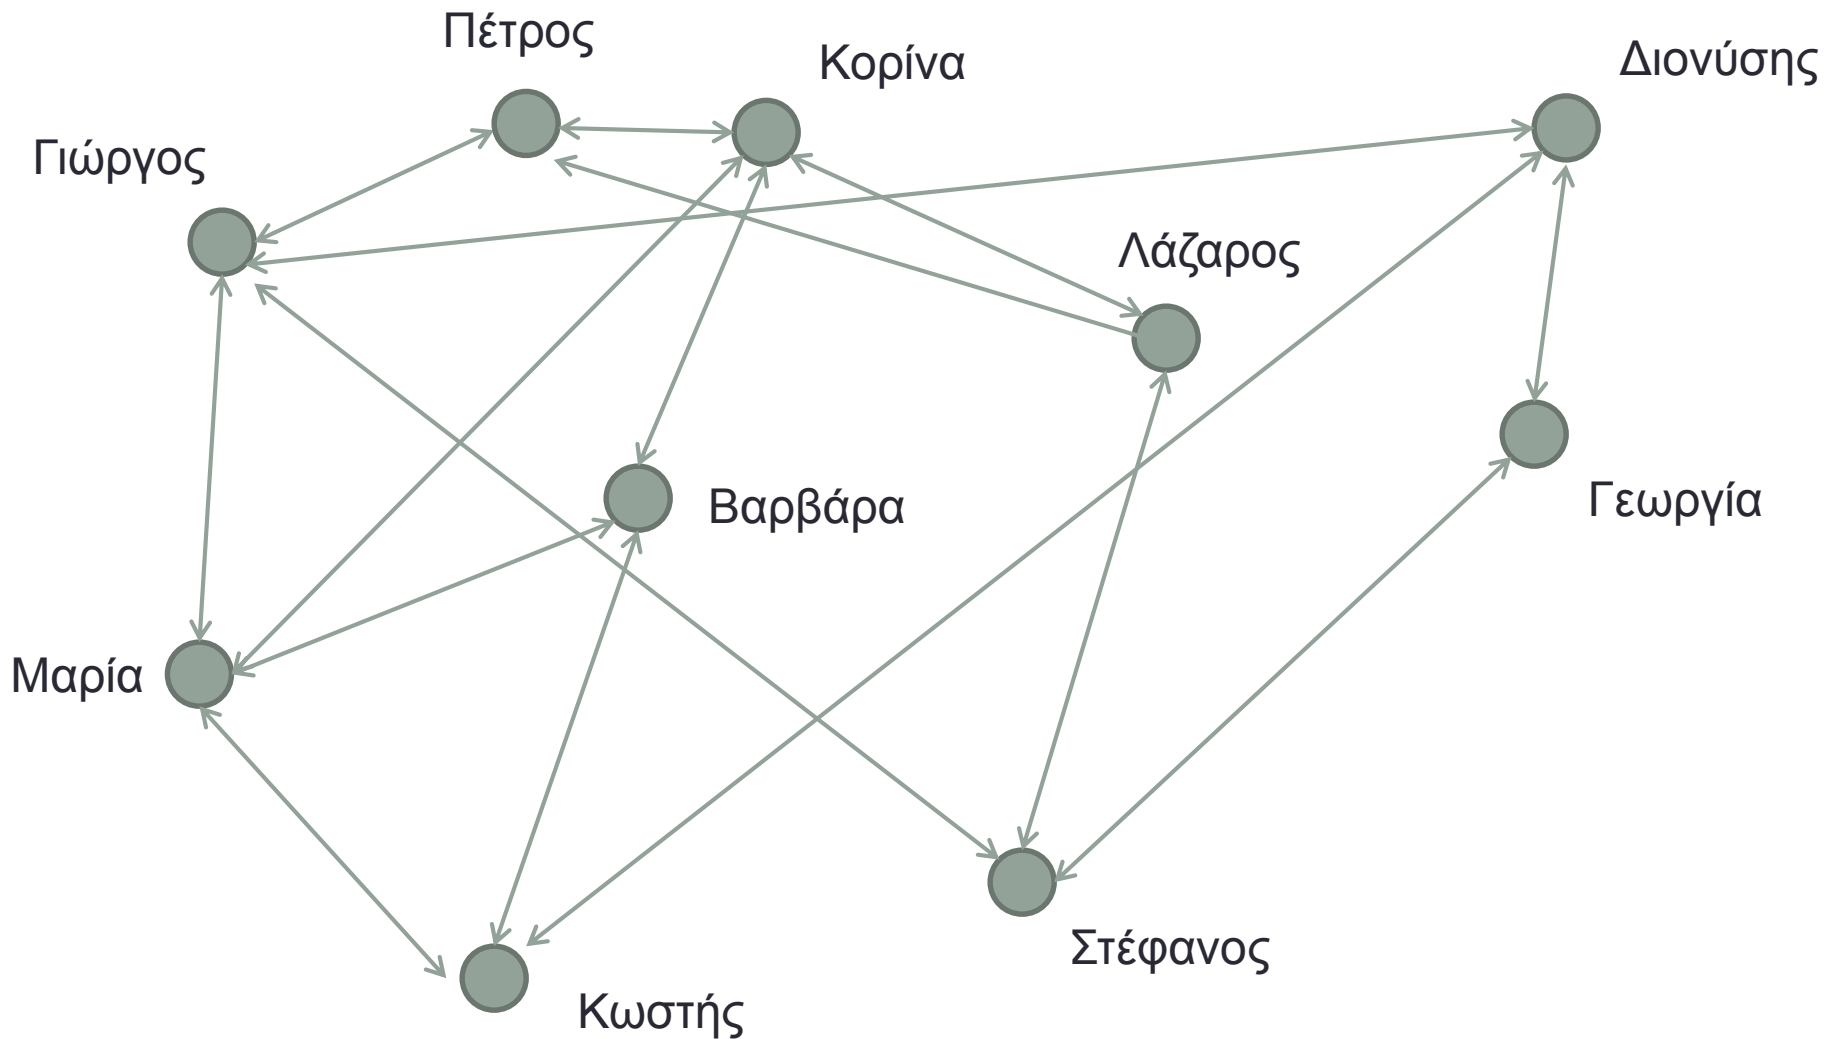 Πέτρος
Κορίνα
Διονύσης
Γιώργος
Λάζαρος
Βαρβάρα
Γεωργία
Μαρία
Στέφανος
Κωστής